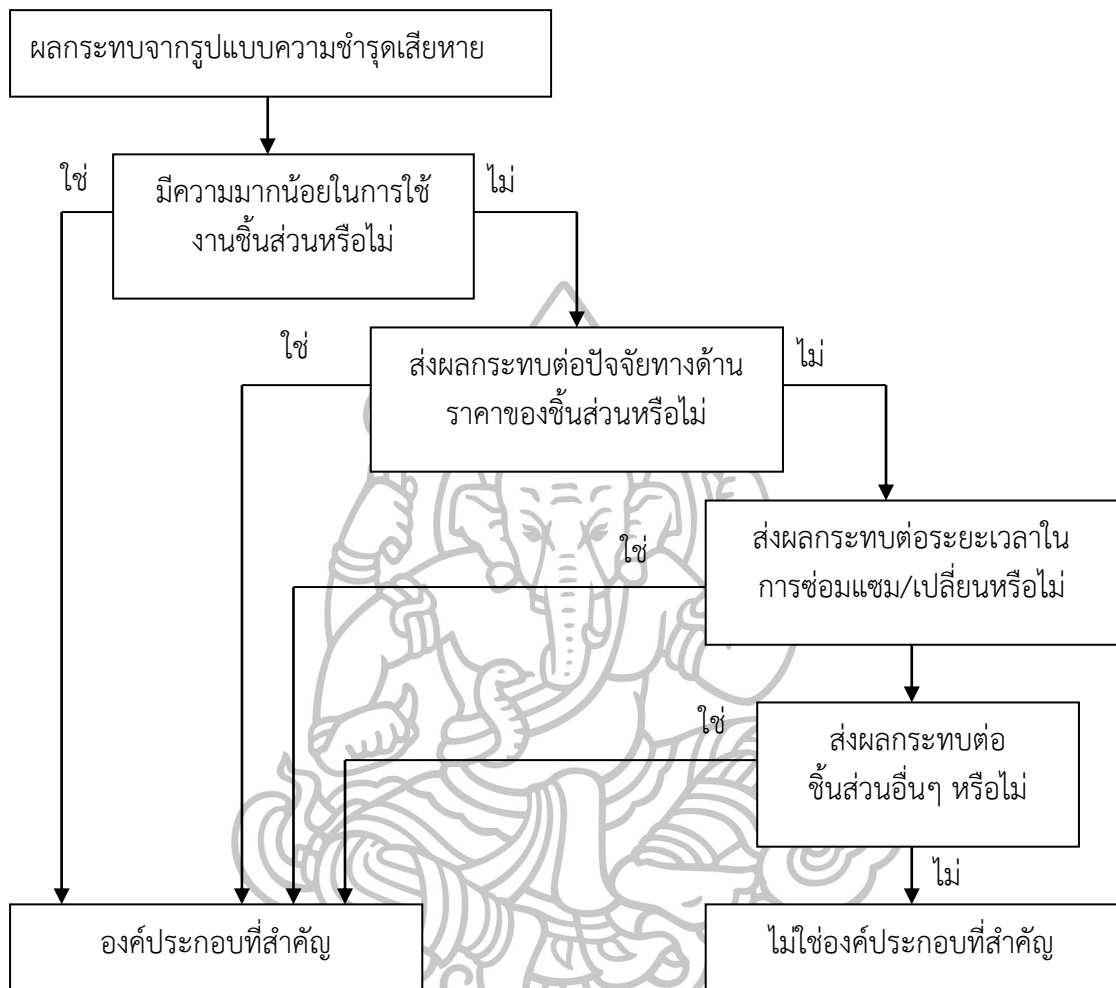 ผลกระทบจากรูปแบบความชำรุดเสียหาย
ใช่
มีความมากน้อยในการใช้
งานชิ้นส่วนหรือไม่
ไม่
ใช่
ส่งผลกระทบต่อปัจจัยทางด้าน
ราคาของชิ้นส่วนหรือไม่
ไม่
ใช่
ส่งผลกระทบต่อระยะเวลาใน
การซ่อมแซม/เปลี่ยนหรือไม่
ใช่
ส่งผลกระทบต่อ
ชิ้นส่วนอื่นๆ หรือไม่
ไม่
องค์ประกอบที่สำคัญ
ไม่ใช่องค์ประกอบที่สำคัญ